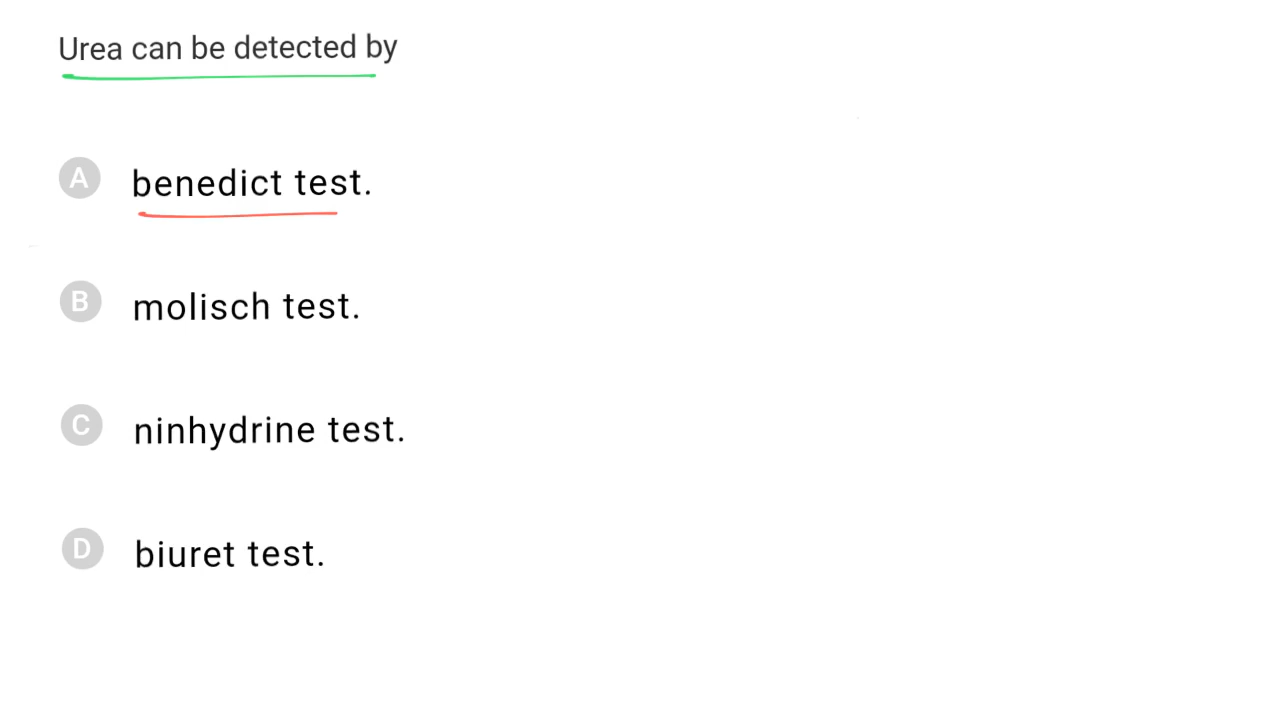 Urea can be detected by
A benedict test.
B molisch test.
C ninhydrine test.
D biuret test.